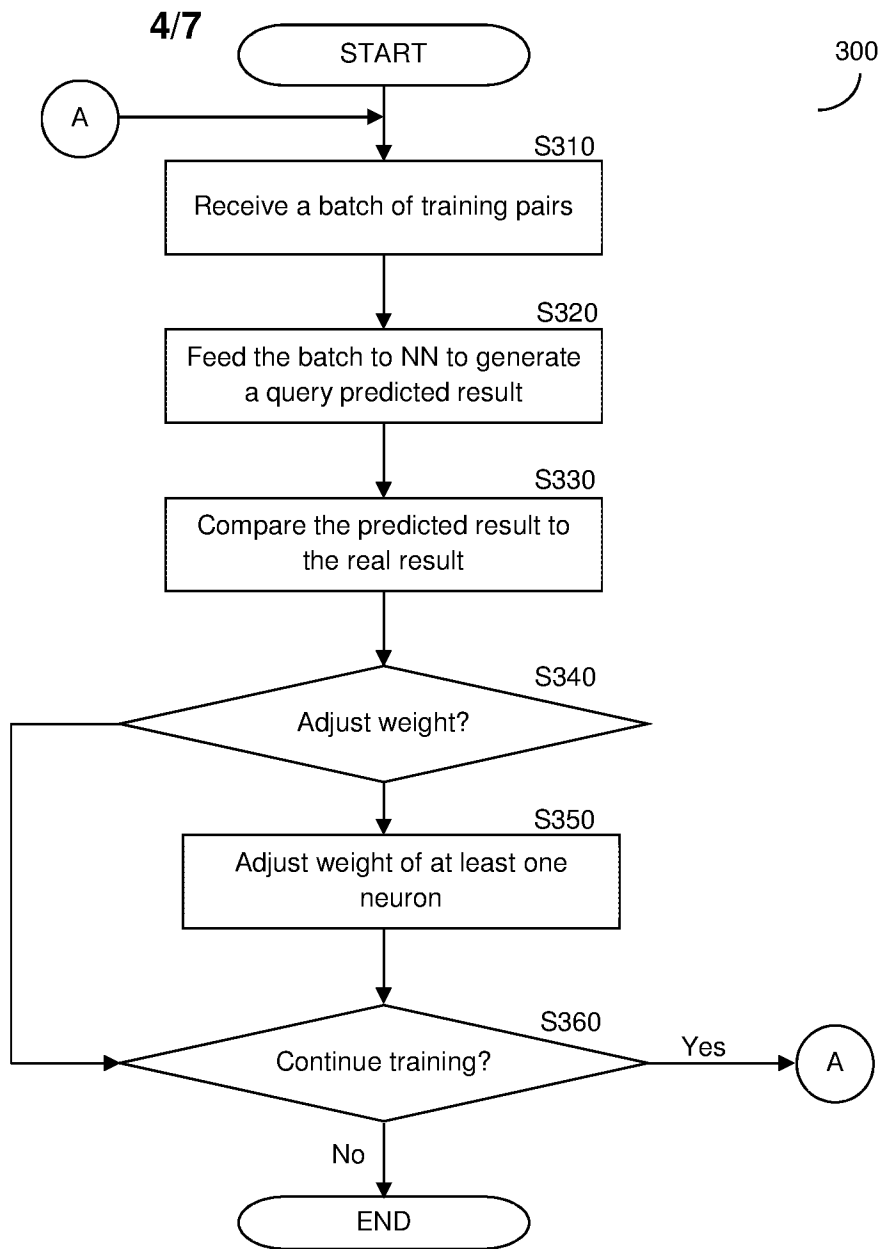 4/7
START
300
A
S310
Receive a batch of training pairs
S320
Feed the batch to NN to generate
a query predicted result
S330
Compare the predicted result to
the real result
S340
Adjust weight?
S350
Adjust weight of at least one
neuron
S360
Continue training?
Yes
A
No
END